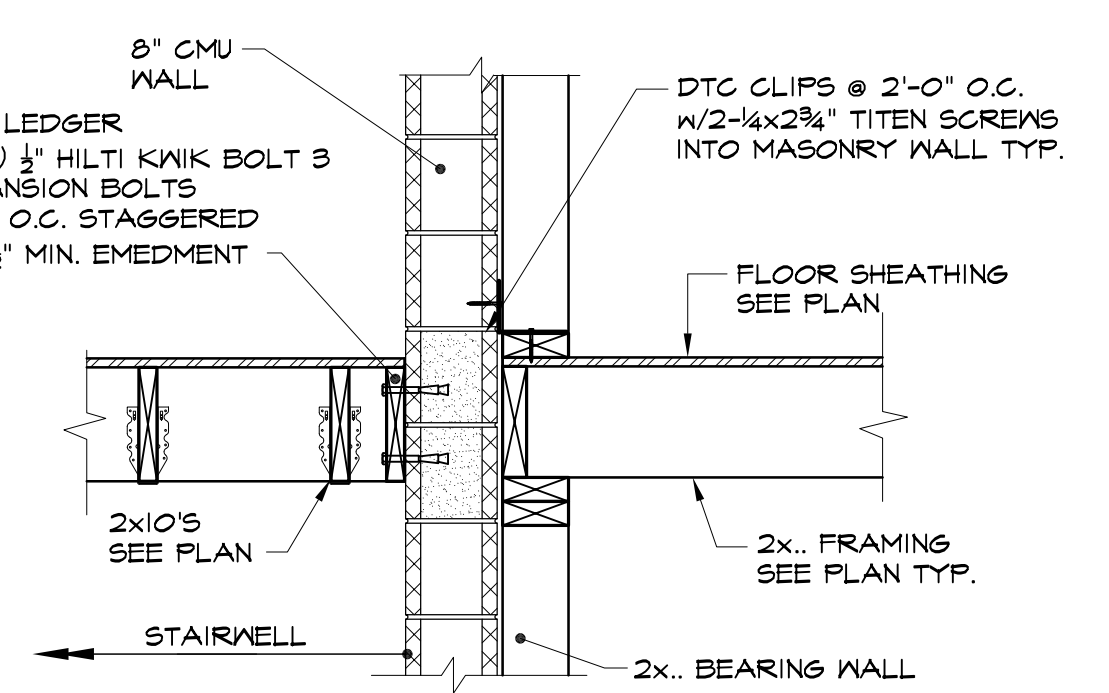 8" CMU
WALL
LEDGER
) ½" HILTI KWIK BOLT 3
ANSION BOLTS
O.C. STAGGERED
" MIN. EMEDMENT
DTC CLIPS @ 2'-0" O.C.
W/2-¼x2¾" TITEN SCREWS
INTO MASONRY WALL TYP.
FLOOR SHEATHING
SEE PLAN
2x10'S
SEE PLAN
2x.. FRAMING
SEE PLAN TYP.
STAIRWELL
2x.. BEARING WALL